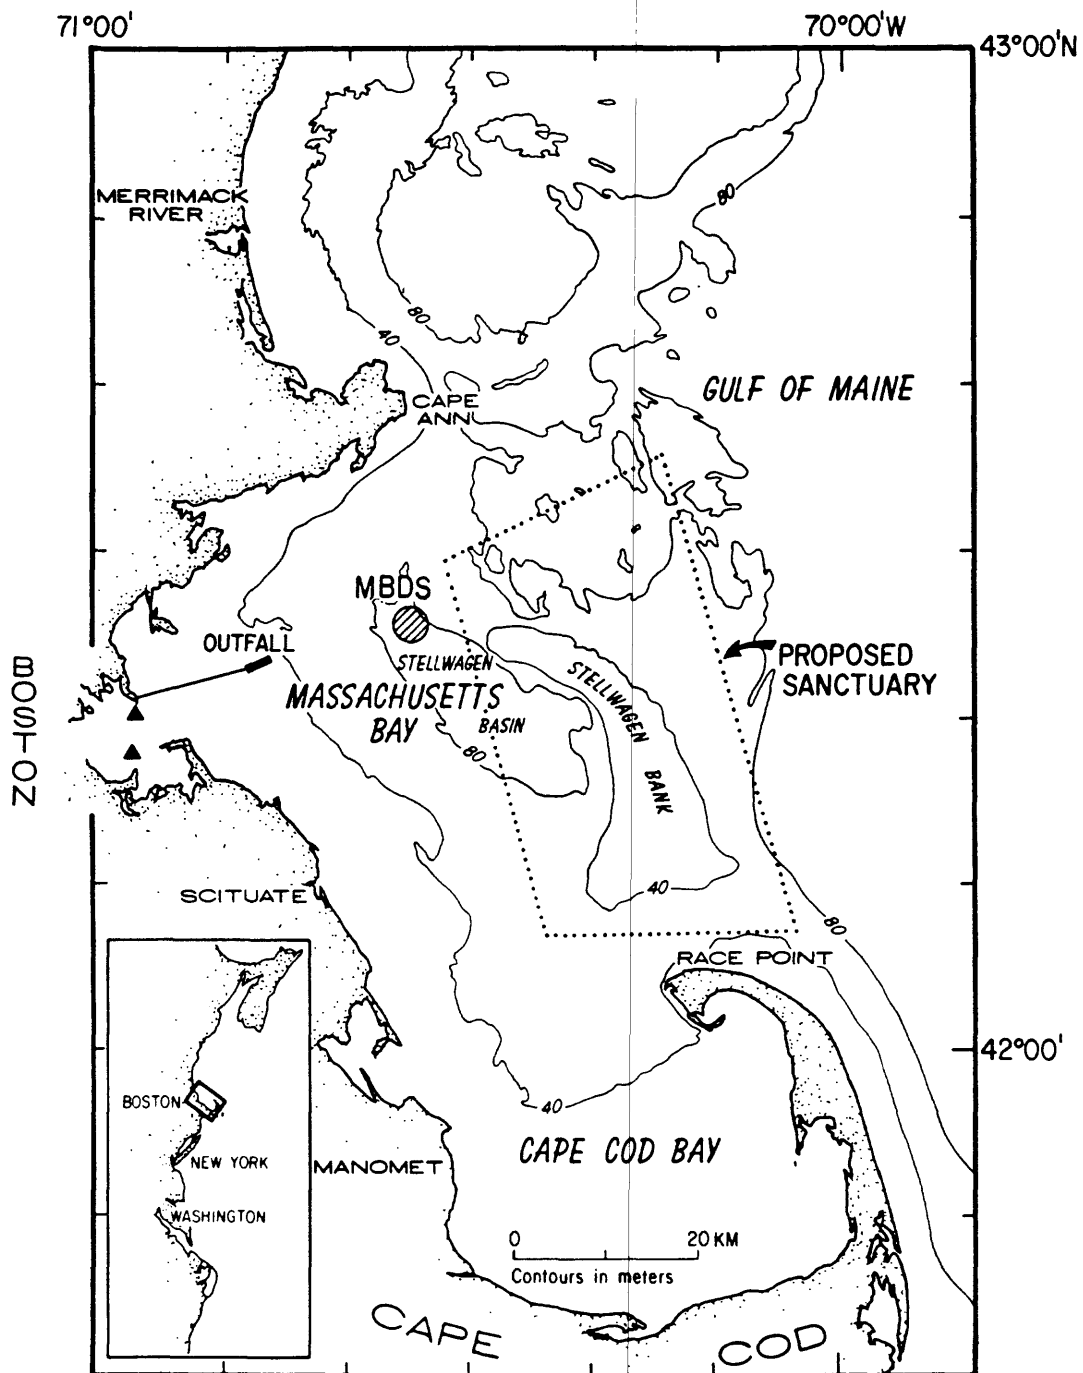 71°00'
70°00'W
43°00'N
MERRIMACK
RIVER
80
80
40
GULF OF MAINE
CAPE
ANN
MBDS
OUTFALL
STELLWAGEN
BASIN
MASSACHUSETTS
BAY
STELLWAGEN
BANK
PROPOSED
SANCTUARY
BOSTON
80
40
SCITUATE
80
RACE POINT
42°00'
BOSTON
NEW YORK
WASHINGTON
40
CAPE COD BAY
MANOMET
0 20 KM
Contours in meters
CAPE COD